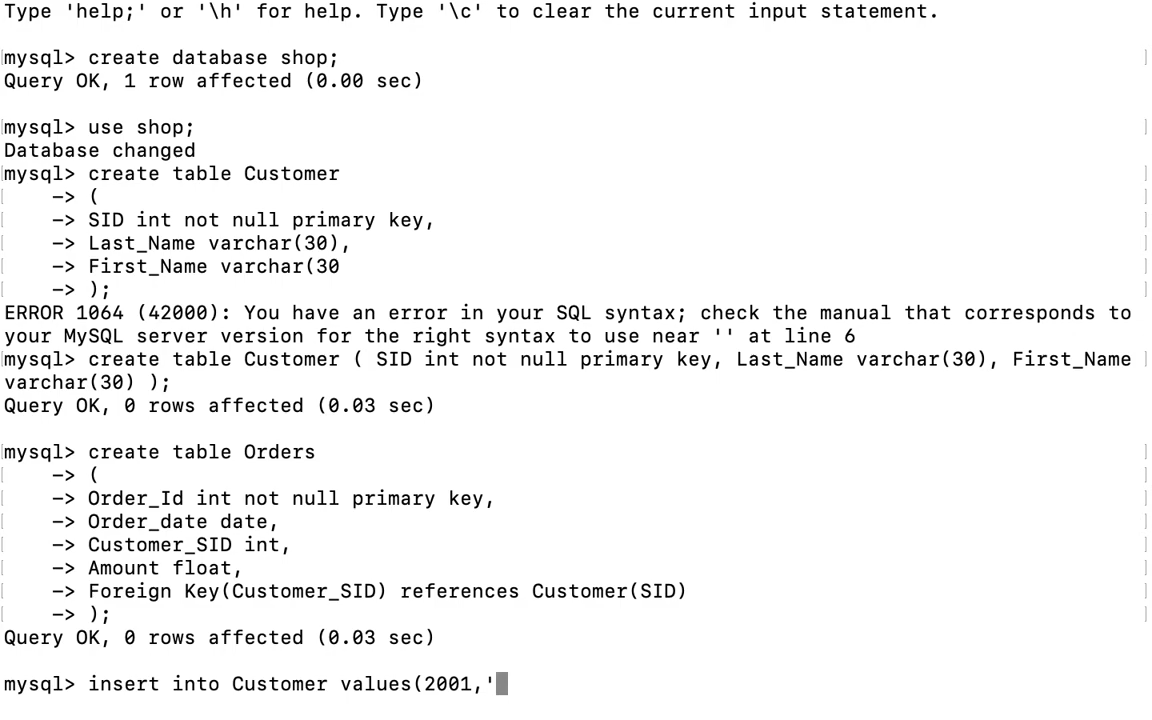 Type 'help;' or '\h' for help. Type '\c' to clear the current input statement.
mysql> create database shop;
Query OK, 1 row affected (0.00 sec)
mysql> use shop;
Database changed
mysql> create table Customer
    -> (
    -> SID int not null primary key,
    -> Last_Name varchar(30),
    -> First_Name varchar(30
    -> );
ERROR 1064 (42000): You have an error in your SQL syntax; check the manual that corresponds to
your MySQL server version for the right syntax to use near '' at line 6
mysql> create table Customer ( SID int not null primary key, Last_Name varchar(30), First_Name
varchar(30) );
Query OK, 0 rows affected (0.03 sec)
mysql> create table Orders
    -> (
    -> Order_Id int not null primary key,
    -> Order_date date,
    -> Customer_SID int,
    -> Amount float,
    -> Foreign Key(Customer_SID) references Customer(SID)
    -> );
Query OK, 0 rows affected (0.03 sec)
mysql> insert into Customer values(2001,'